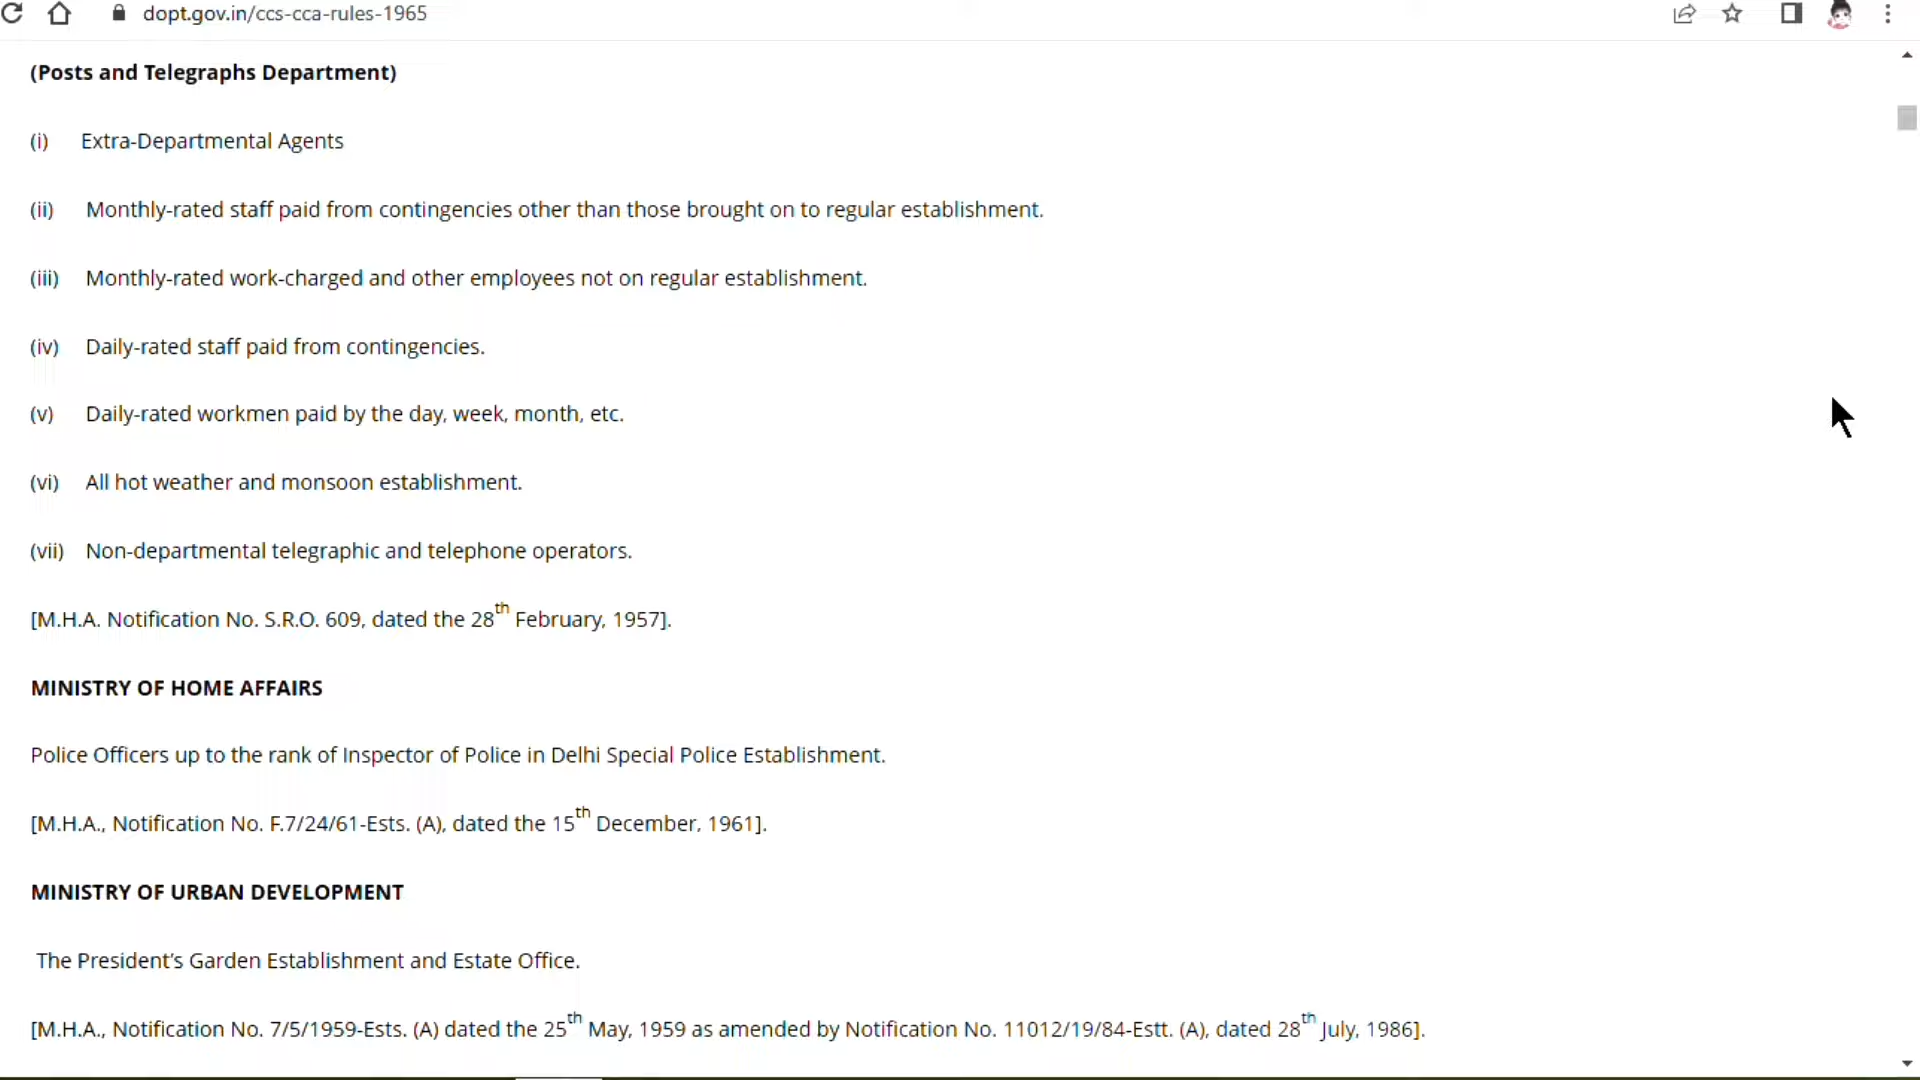 dopt.gov.in/ccs-cca-rules-1965
(Posts and Telegraphs Department)
(i) Extra-Departmental Agents
(ii) Monthly-rated staff paid from contingencies other than those brought on to regular establishment.
(iii) Monthly-rated work-charged and other employees not on regular establishment.
(iv) Daily-rated staff paid from contingencies.
(v) Daily-rated workmen paid by the day, week, month, etc.
(vi) All hot weather and monsoon establishment.
(vii) Non-departmental telegraphic and telephone operators.
[M.H.A. Notification No. S.R.O. 609, dated the 28th February, 1957].
MINISTRY OF HOME AFFAIRS
Police Officers up to the rank of Inspector of Police in Delhi Special Police Establishment.
[M.H.A., Notification No. F.7/24/61-Ests. (A), dated the 15th December, 1961].
MINISTRY OF URBAN DEVELOPMENT
The President’s Garden Establishment and Estate Office.
[M.H.A., Notification No. 7/5/1959-Ests. (A) dated the 25th May, 1959 as amended by Notification No. 11012/19/84-Estt. (A), dated 28th July, 1986].